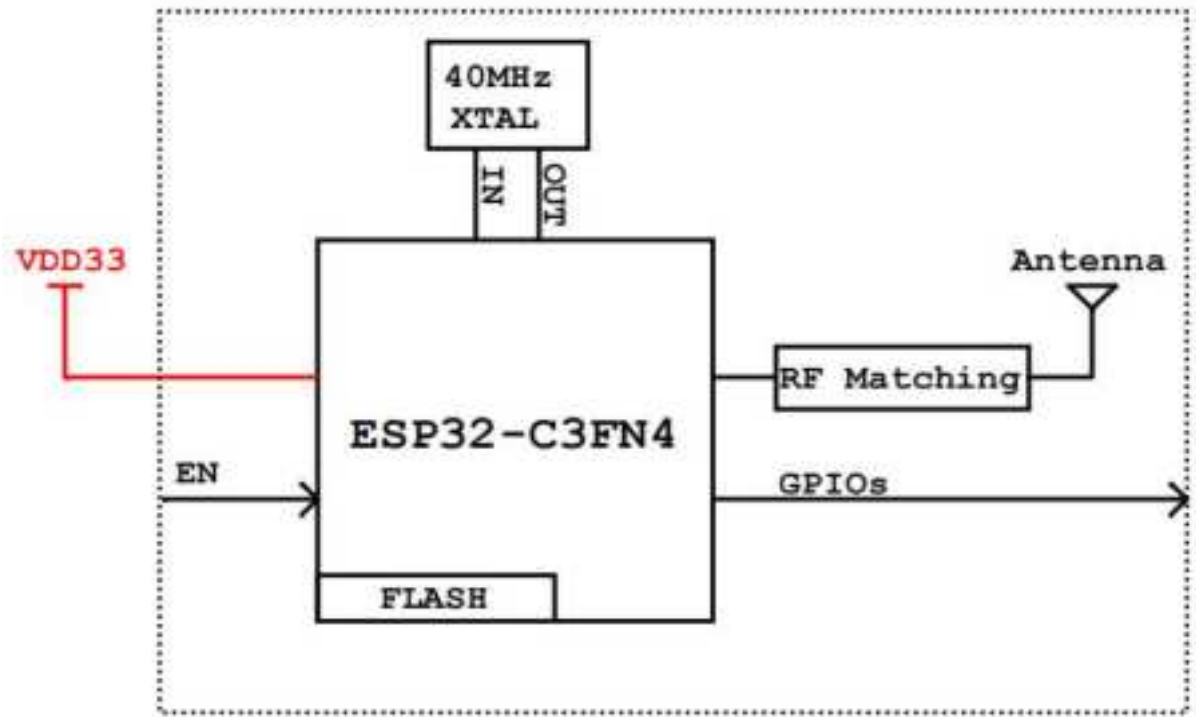 40MHz
XTAL
IN
OUT
VDD33
Antenna
RF Matching
ESP32-C3FN4
EN
GPIOs
FLASH